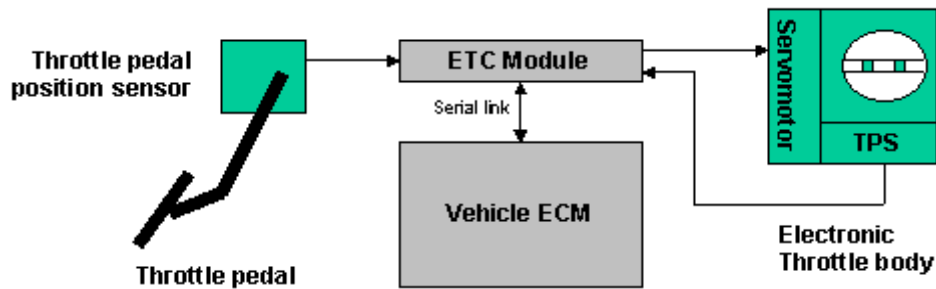 Throttle pedal
position sensor
ETC Module
Serial link
Vehicle ECM
Servomotor
TPS
Electronic
Throttle body
Throttle pedal